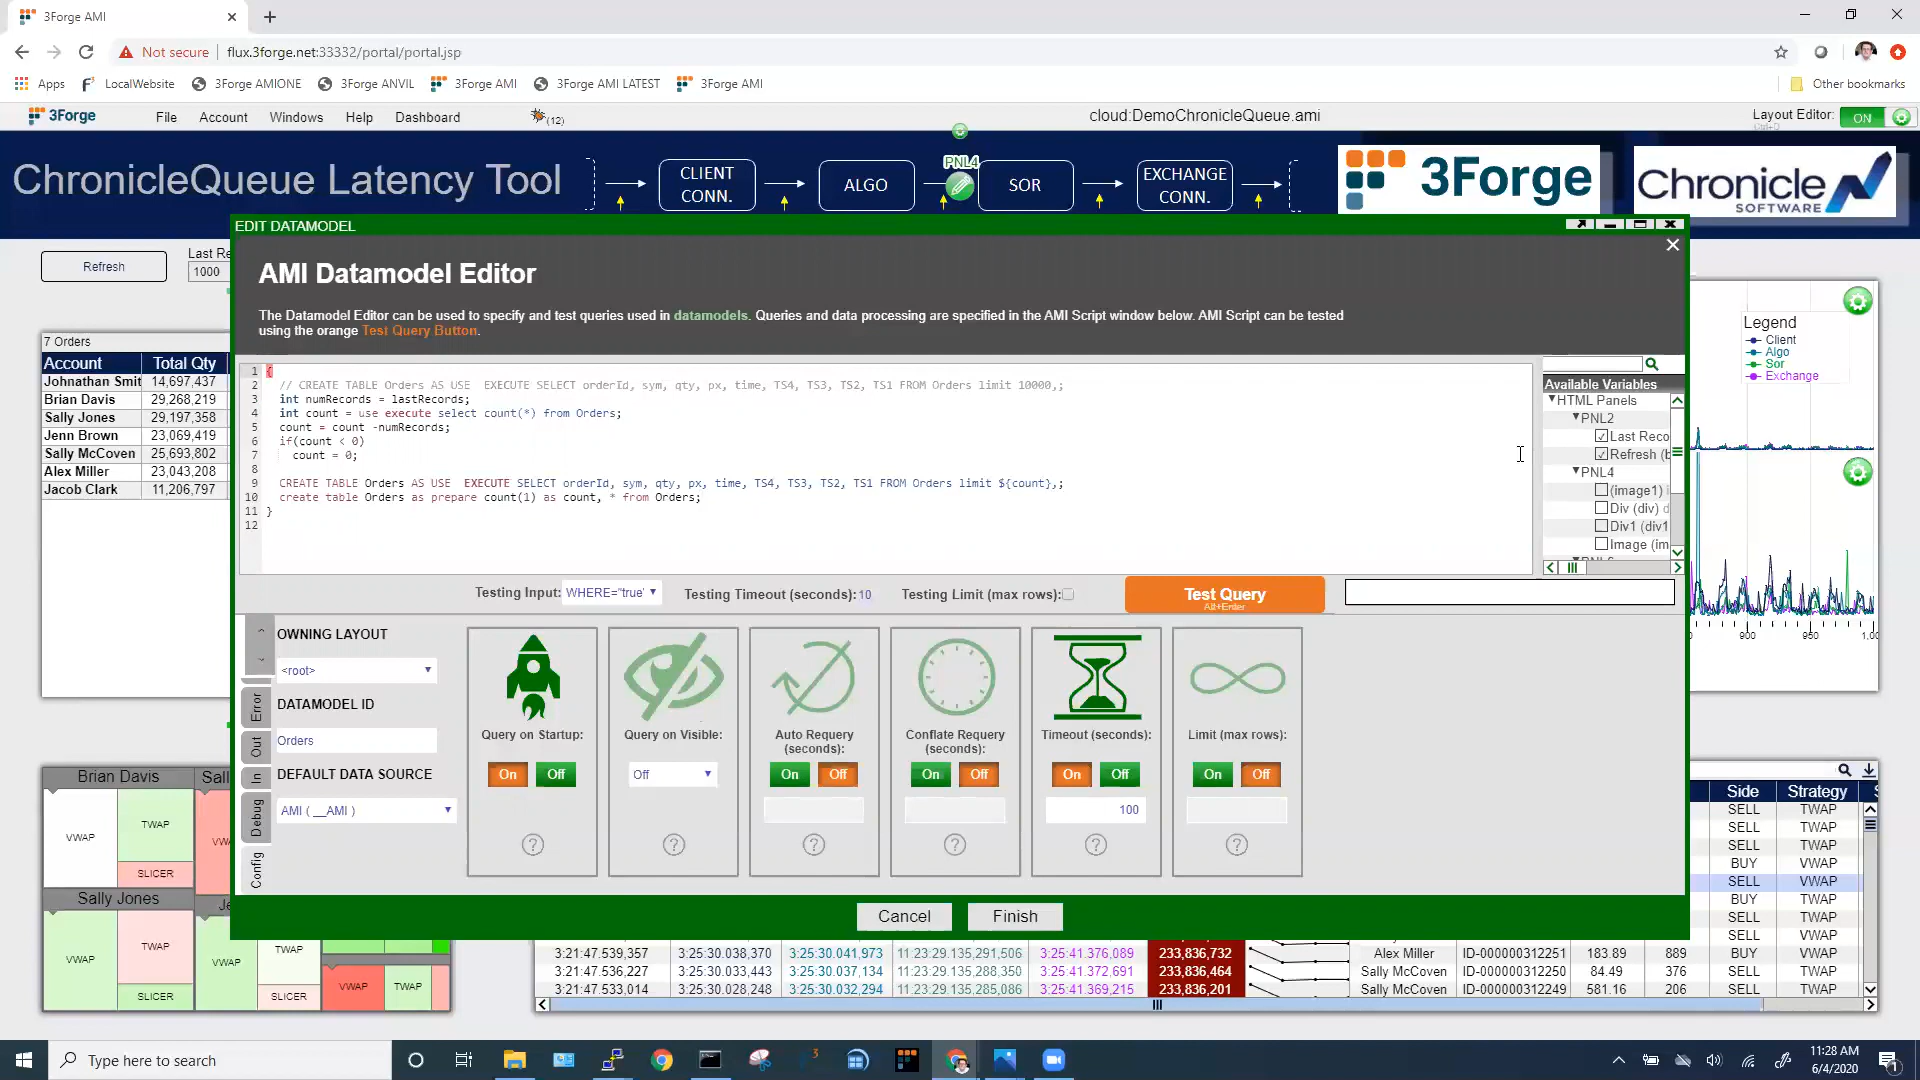 3Forge AMI
Not secure | flux.3forge.net:33332/portal/portal.jsp
Apps LocalWebsite 3Forge AMIONE 3Forge ANVIL 3Forge AMI 3Forge AMI LATEST 3Forge AMI Other bookmarks
3Forge File Account Windows Help Dashboard (12) cloud:DemoChronicleQueue.ami Layout Editor: ON
Ctrl+D
ChronicleQueue Latency Tool CLIENT CONN. ALGO PNL4 SOR EXCHANGE CONN. 3Forge Chronicle SOFTWARE
EDIT DATAMODEL
Refresh
Last Re
1000
AMI Datamodel Editor
The Datamodel Editor can be used to specify and test queries used in datamodels. Queries and data processing are specified in the AMI Script window below. AMI Script can be tested
using the orange Test Query Button.
7 Orders
Account Total Qty
Johnathan Smit 14,697,437
Brian Davis 29,268,219
Sally Jones 29,197,358
Jenn Brown 23,069,419
Sally McCoven 25,693,802
Alex Miller 23,043,208
Jacob Clark 11,206,797
1 {
2 // CREATE TABLE Orders AS USE EXECUTE SELECT orderId, sym, qty, px, time, TS4, TS3, TS2, TS1 FROM Orders limit 10000,;
3 int numRecords = lastRecords;
4 int count = use execute select count(*) from Orders;
5 count = count -numRecords;
6 if(count < 0)
7 count = 0;
8
9 CREATE TABLE Orders AS USE EXECUTE SELECT orderId, sym, qty, px, time, TS4, TS3, TS2, TS1 FROM Orders limit ${count},;
10 create table Orders as prepare count(1) as count, * from Orders;
11 }
12
Available Variables
HTML Panels
PNL2
Last Reco
Refresh (b
PNL4
(image1) i
Div (div) d
Div1 (div1
Image (im
Legend
Client
Algo
Sor
Exchange
900 950 1,00
Testing Input: WHERE="true" Testing Timeout (seconds): 10 Testing Limit (max rows): Test Query
Alt+Enter
OWNING LAYOUT
<root>
DATAMODEL ID
Orders
DEFAULT DATA SOURCE
AMI ( __AMI )
Error
Out
In
Debug
Config
Query on Startup:
On Off
Query on Visible:
Off
Auto Requery
(seconds):
On Off
Conflate Requery
(seconds):
On Off
Timeout (seconds):
On Off
100
Limit (max rows):
On Off
Cancel Finish
Brian Davis Sall
VWAP TWAP SLICER VW
Sally Jones Je
VWAP TWAP SLICER VWAP TWAP SLICER VWAP TWAP
Side Strategy
SELL TWAP
SELL TWAP
SELL TWAP
BUY VWAP
SELL VWAP
BUY TWAP
SELL TWAP
SELL TWAP
3:21:47.539,357 3:25:30.038,370 3:25:30.041,973 11:23:29.135,291,506 3:25:41.376,089 233,836,732 Alex Miller ID-000000312251 183.89 889 BUY VWAP
3:21:47.536,227 3:25:30.033,443 3:25:30.037,134 11:23:29.135,288,350 3:25:41.372,691 233,836,464 Sally McCoven ID-000000312250 84.49 376 SELL TWAP
3:21:47.533,014 3:25:30.028,248 3:25:30.032,294 11:23:29.135,285,086 3:25:41.369,215 233,836,201 Sally McCoven ID-000000312249 581.16 206 SELL TWAP
Type here to search
11:28 AM
6/4/2020